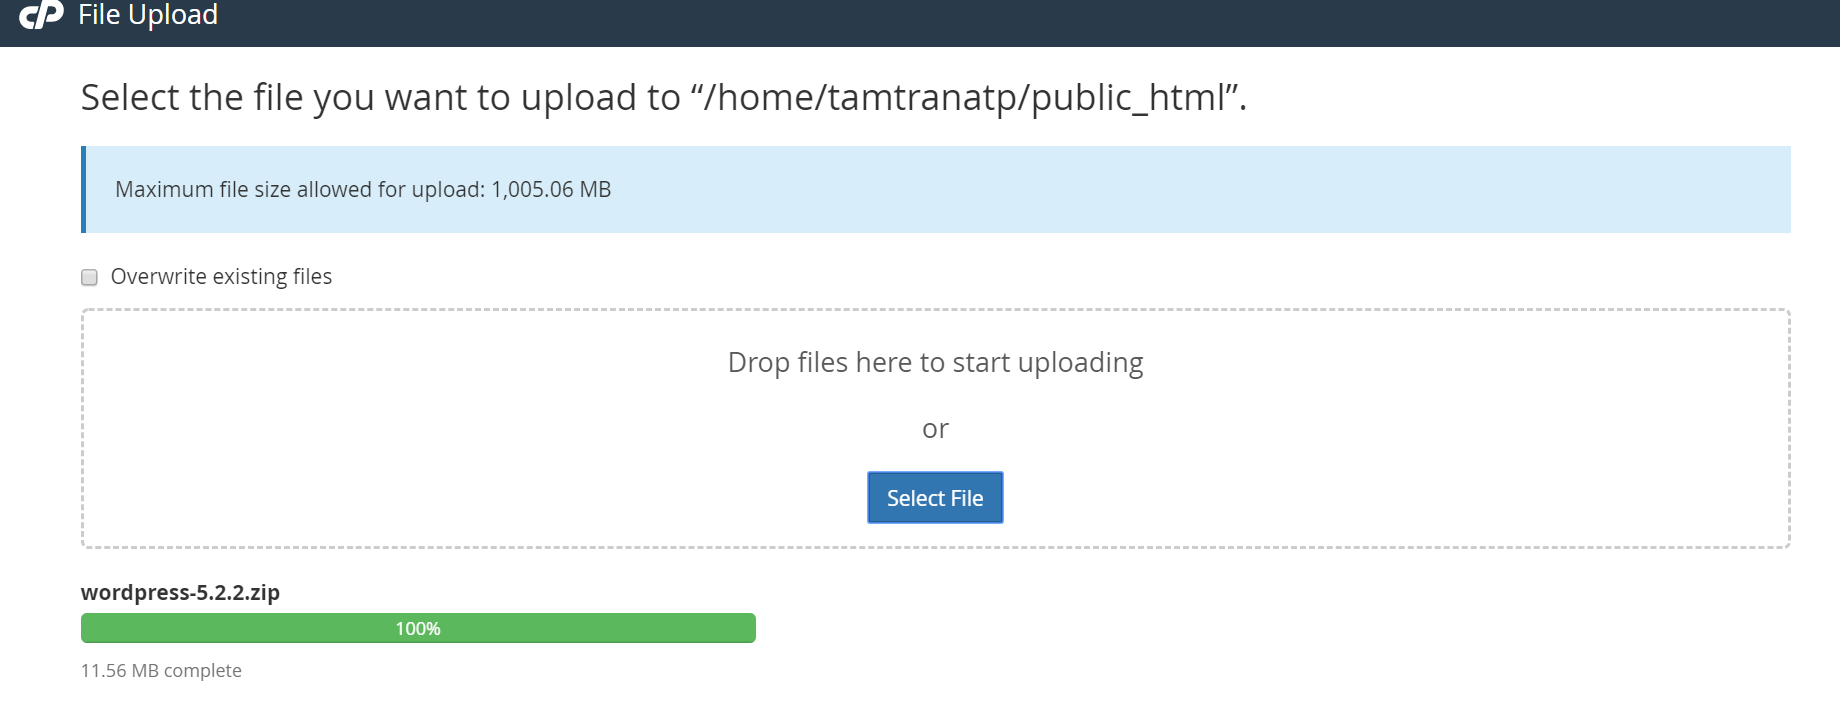 cP File Upload
Select the file you want to upload to “/home/tamtranatp/public_html”.
Maximum file size allowed for upload: 1,005.06 MB
Overwrite existing files
Drop files here to start uploading
or
Select File
wordpress-5.2.2.zip
100%
11.56 MB complete